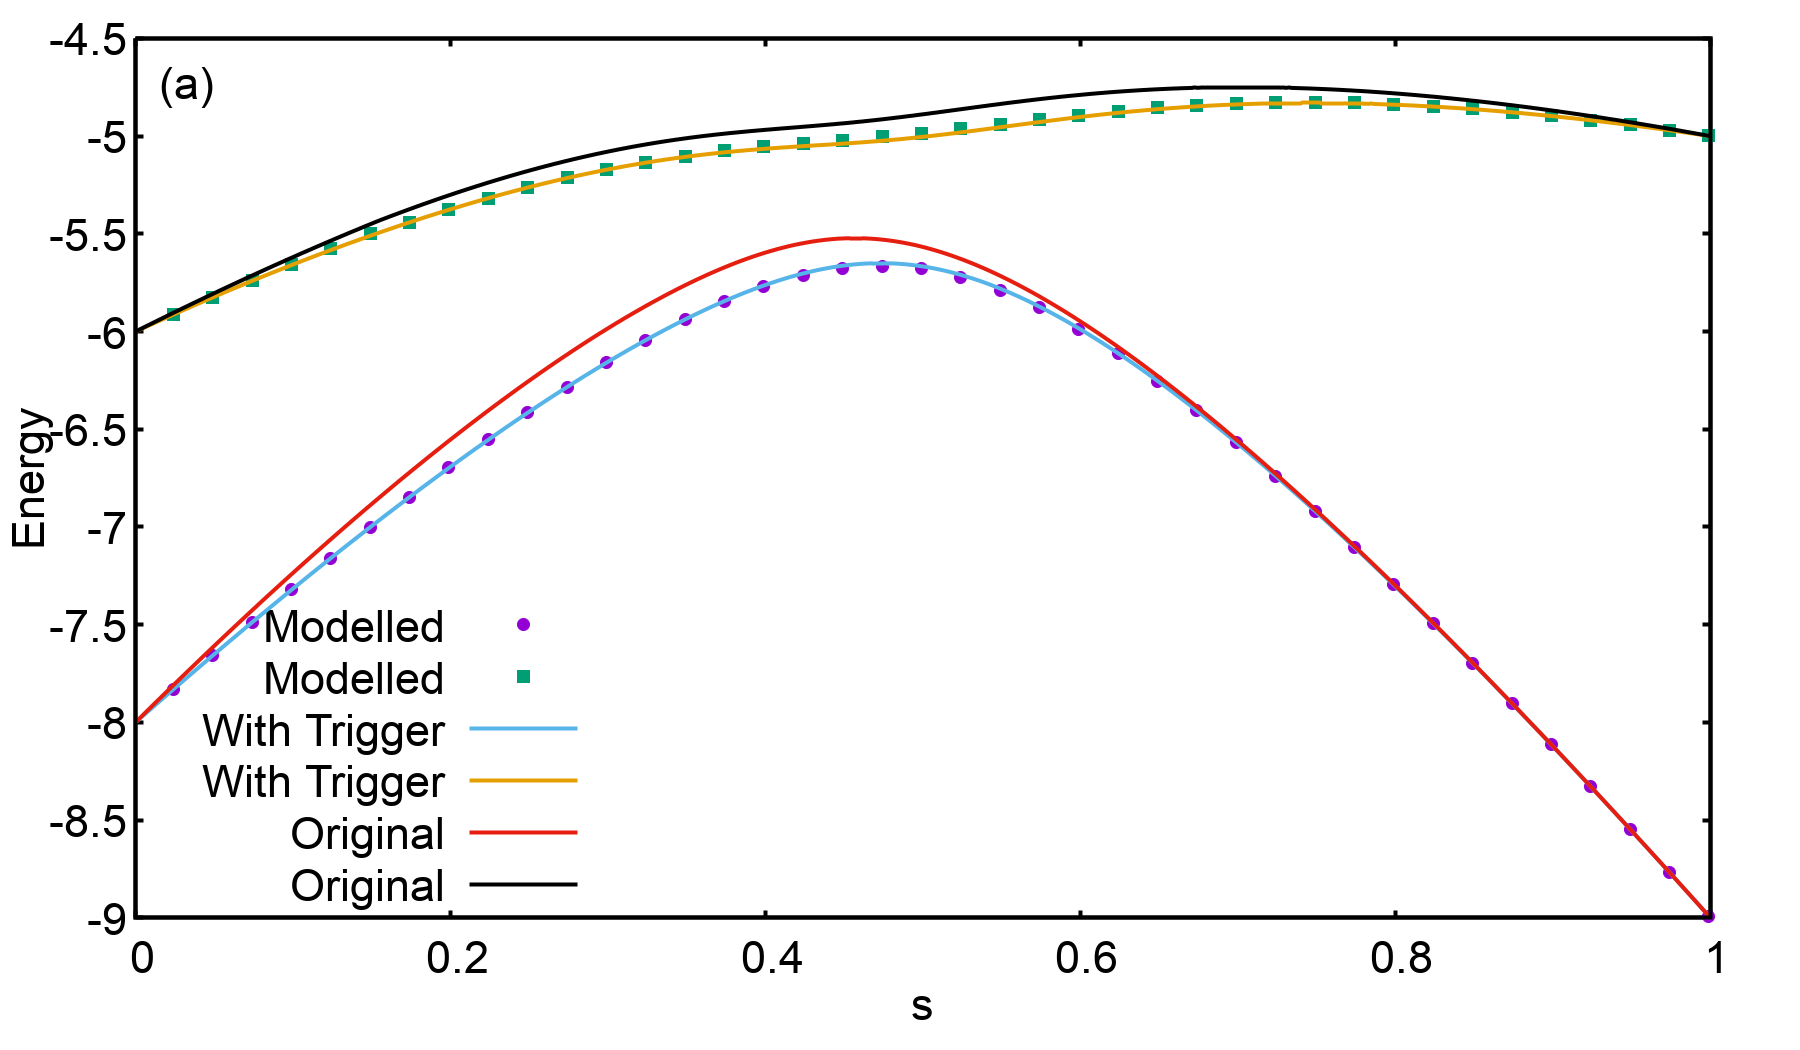 -4.5
(a)
-5
-5.5
-6
-6.5
-7
-7.5
-8
-8.5
-9
Energy
Modelled
Modelled
With Trigger
With Trigger
Original
Original
0 0.2 0.4 0.6 0.8 1
s